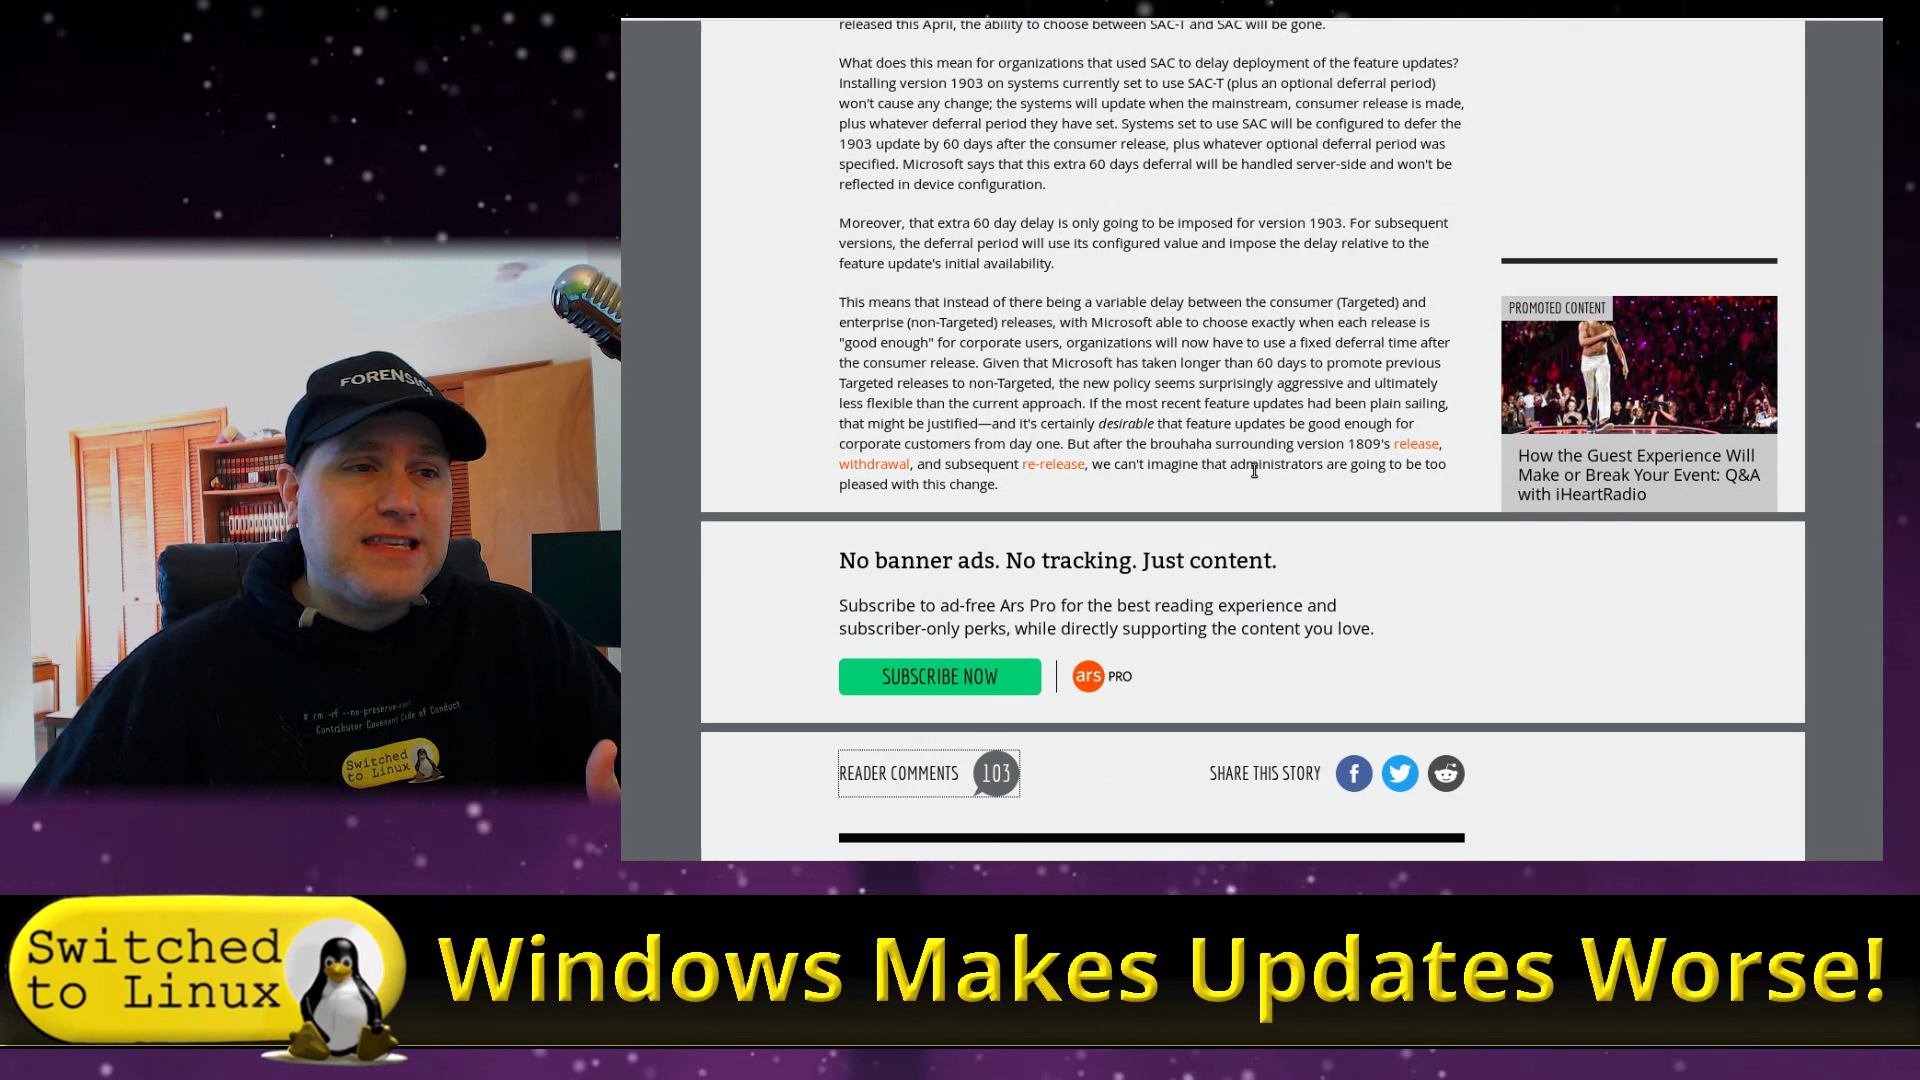 released this April, the ability to choose between SAC-T and SAC will be gone.
What does this mean for organizations that used SAC to delay deployment of the feature updates?
Installing version 1903 on systems currently set to use SAC-T (plus an optional deferral period)
won't cause any change; the systems will update when the mainstream, consumer release is made,
plus whatever deferral period they have set. Systems set to use SAC will be configured to defer the
1903 update by 60 days after the consumer release, plus whatever optional deferral period was
specified. Microsoft says that this extra 60 days deferral will be handled server-side and won't be
reflected in device configuration.
Moreover, that extra 60 day delay is only going to be imposed for version 1903. For subsequent
versions, the deferral period will use its configured value and impose the delay relative to the
feature update's initial availability.
This means that instead of there being a variable delay between the consumer (Targeted) and
enterprise (non-Targeted) releases, with Microsoft able to choose exactly when each release is
"good enough" for corporate users, organizations will now have to use a fixed deferral time after
the consumer release. Given that Microsoft has taken longer than 60 days to promote previous
Targeted releases to non-Targeted, the new policy seems surprisingly aggressive and ultimately
less flexible than the current approach. If the most recent feature updates had been plain sailing,
that might be justified—and it's certainly desirable that feature updates be good enough for
corporate customers from day one. But after the brouhaha surrounding version 1809's release,
withdrawal, and subsequent re-release, we can't imagine that administrators are going to be too
pleased with this change.
PROMOTED CONTENT
How the Guest Experience Will
Make or Break Your Event: Q&A
with iHeartRadio
No banner ads. No tracking. Just content.
Subscribe to ad-free Ars Pro for the best reading experience and
subscriber-only perks, while directly supporting the content you love.
SUBSCRIBE NOW
ars PRO
READER COMMENTS 103
SHARE THIS STORY
FORENSIC
# rm -rf --no-preserve-root
Contributor Covenant Code of Conduct
Switched
to Linux
Switched
to Linux
Windows Makes Updates Worse!